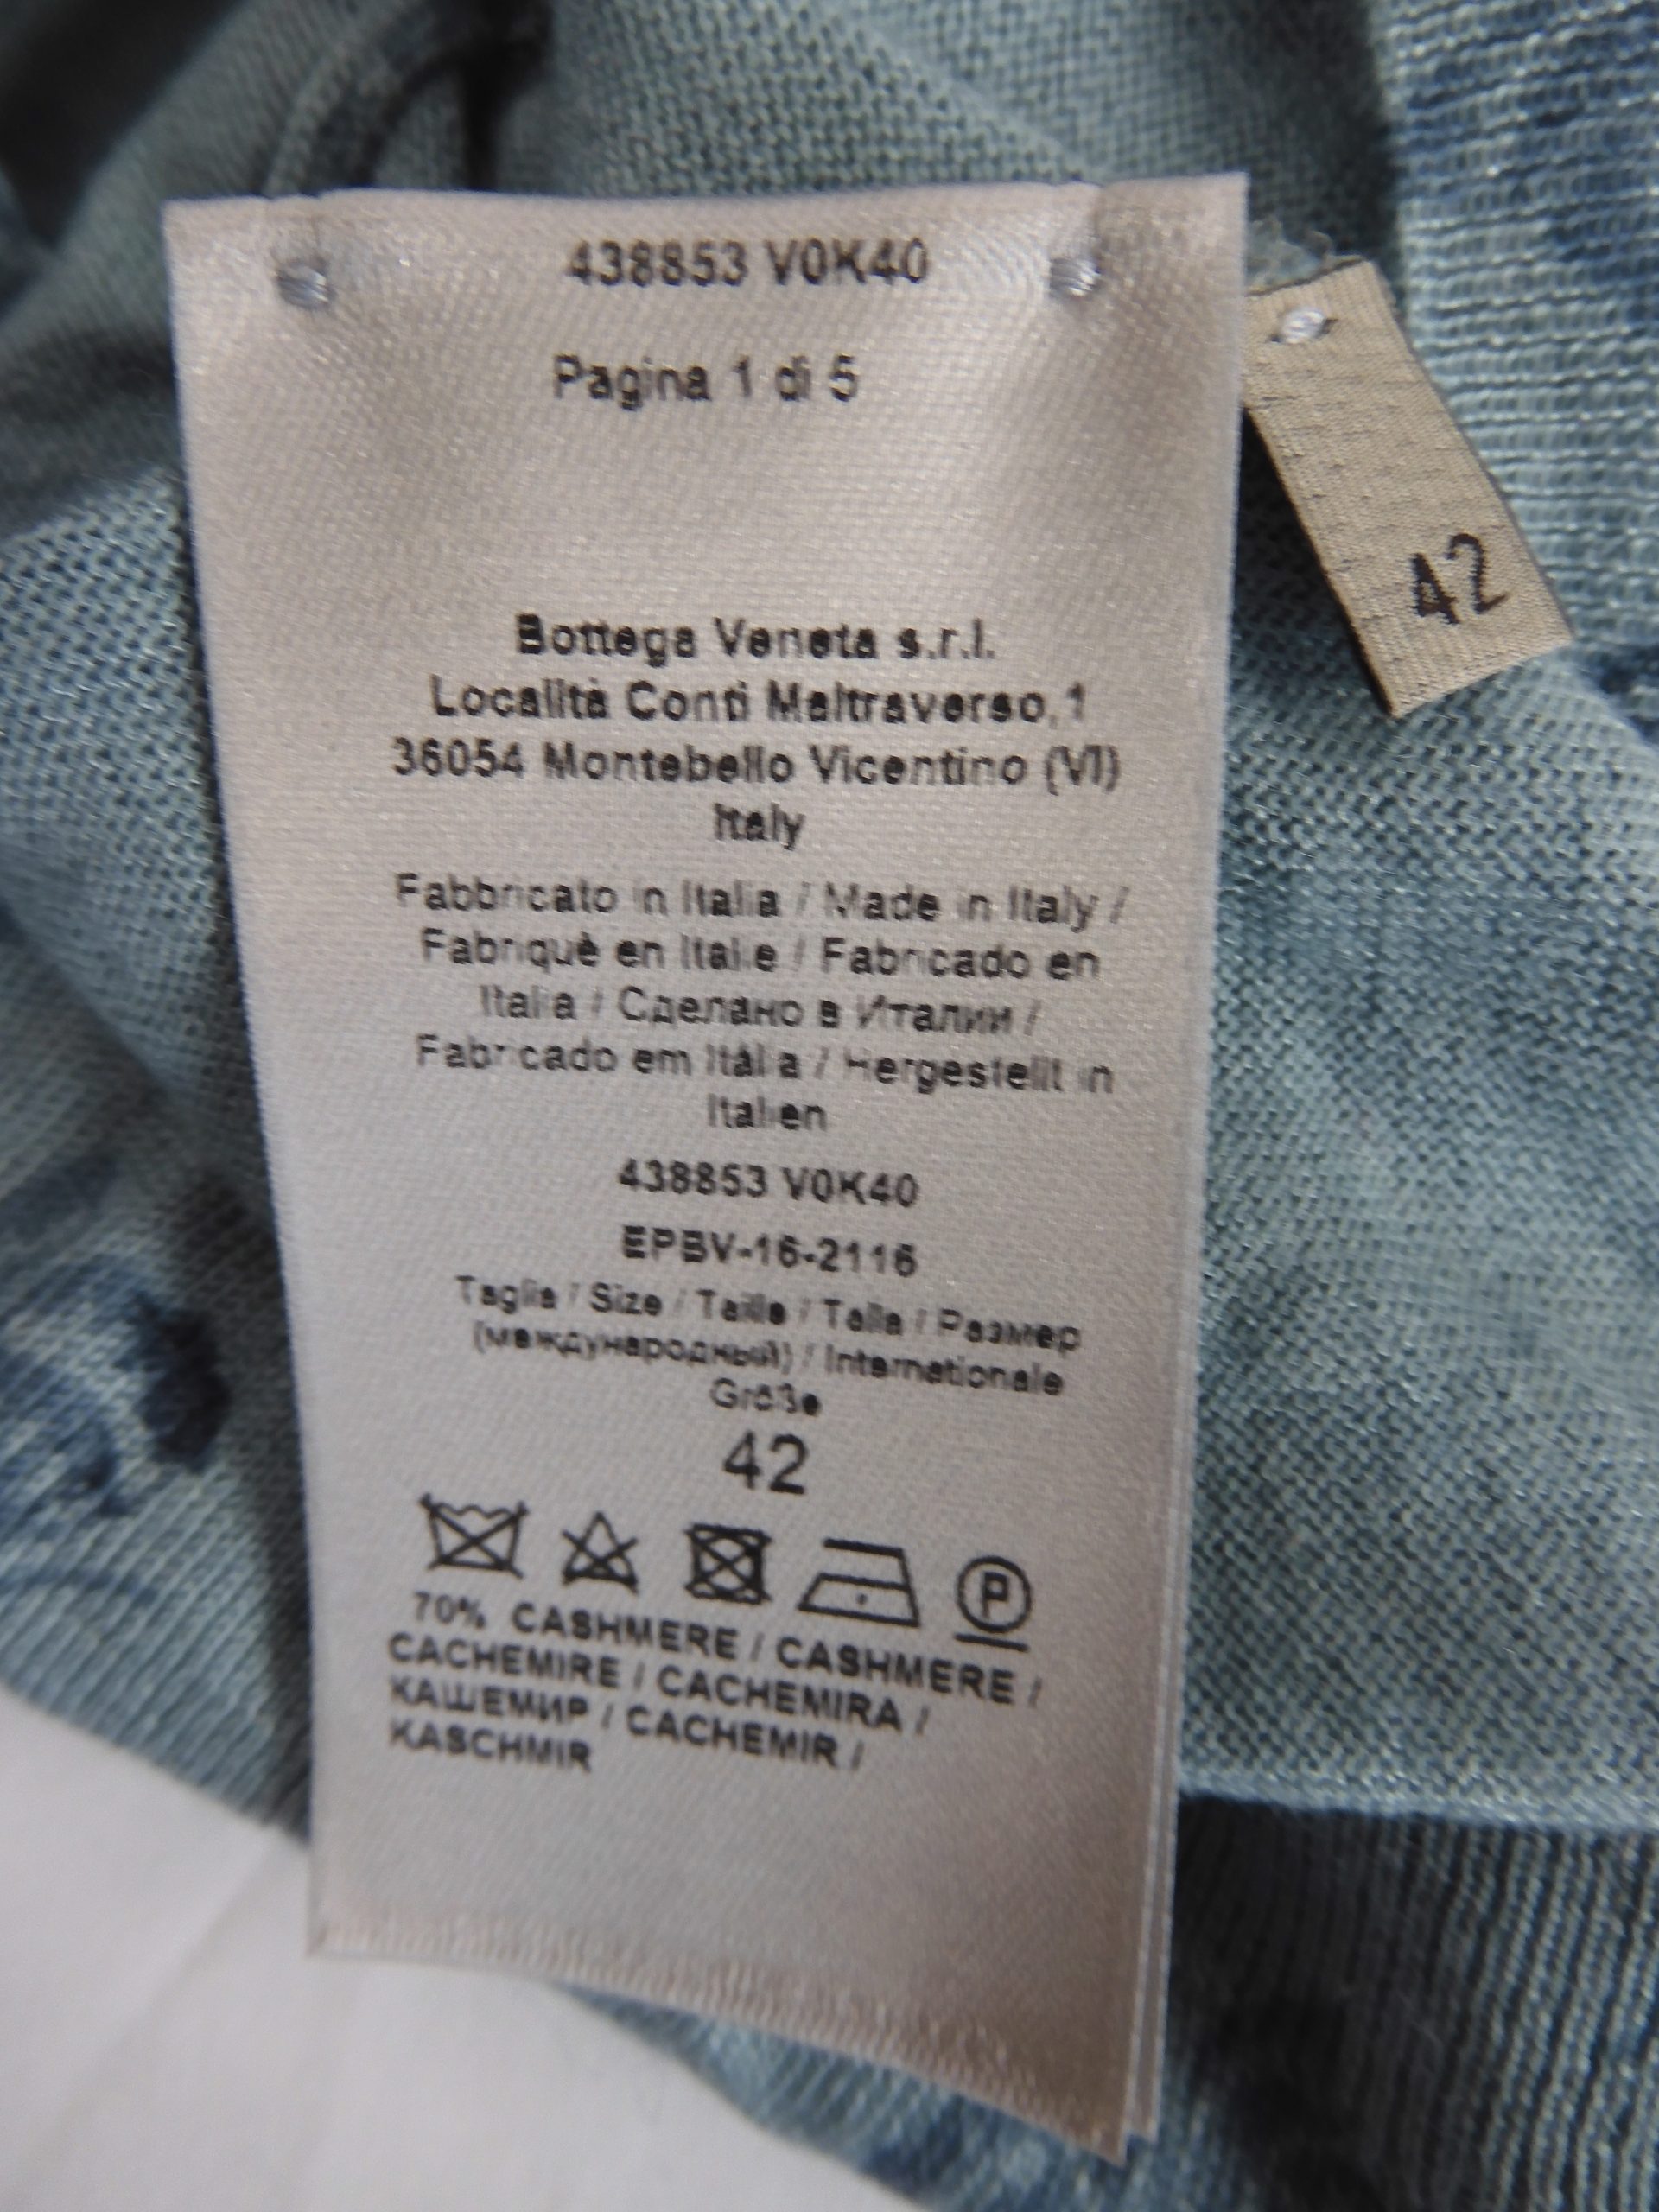 438853 V0K40
Pagina 1 di 5
42
Bottega Veneta s.r.l.
Località Conti Maltraverso,1
36054 Montebello Vicentino (VI)
Italy
Fabbricato in Italia / Made in Italy /
Fabriqué en Italie / Fabricado en
Italia / Сделано в Италии /
Fabricado em Itália / Hergestellt in
Italien
438853 V0K40
EPBV-16-2116
Taglia / Size / Taille / Talla / Размер
(международный) / Internationale
Größe
42
P
70% CASHMERE / CASHMERE /
CACHEMIRE / CACHEMIRA /
КАШЕМИР / CACHEMIR /
KASCHMIR